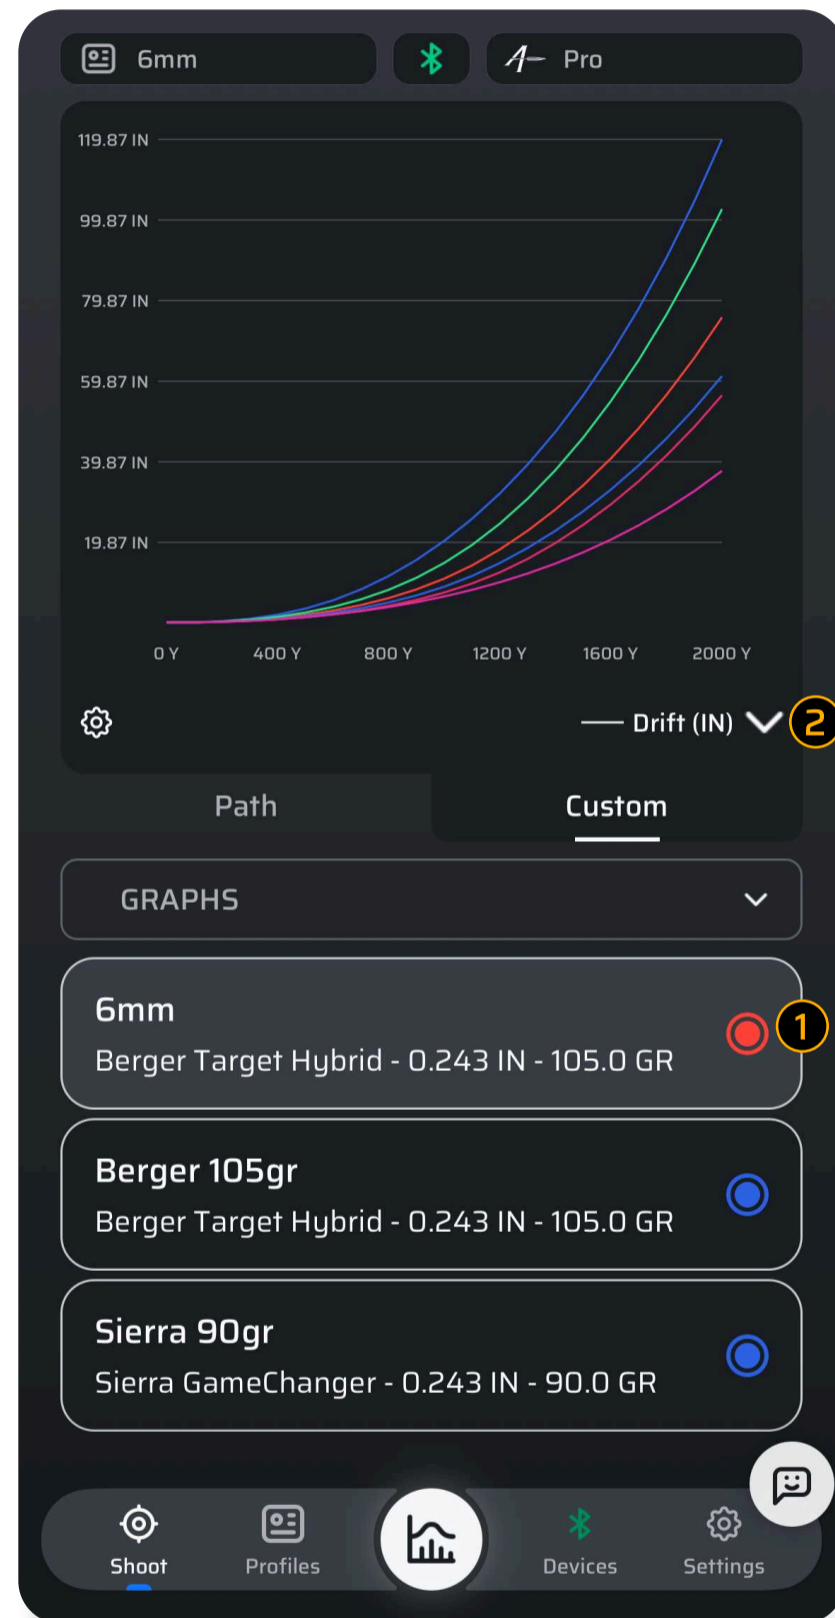 6mm
Pro
119.87 IN
99.87 IN
79.87 IN
59.87 IN
39.87 IN
19.87 IN
0 Y 400 Y 800 Y 1200 Y 1600 Y 2000 Y
Drift (IN) 2
Path Custom
GRAPHS
6mm
Berger Target Hybrid - 0.243 IN - 105.0 GR
1
Berger 105gr
Berger Target Hybrid - 0.243 IN - 105.0 GR
Sierra 90gr
Sierra GameChanger - 0.243 IN - 90.0 GR
Shoot Profiles Devices Settings